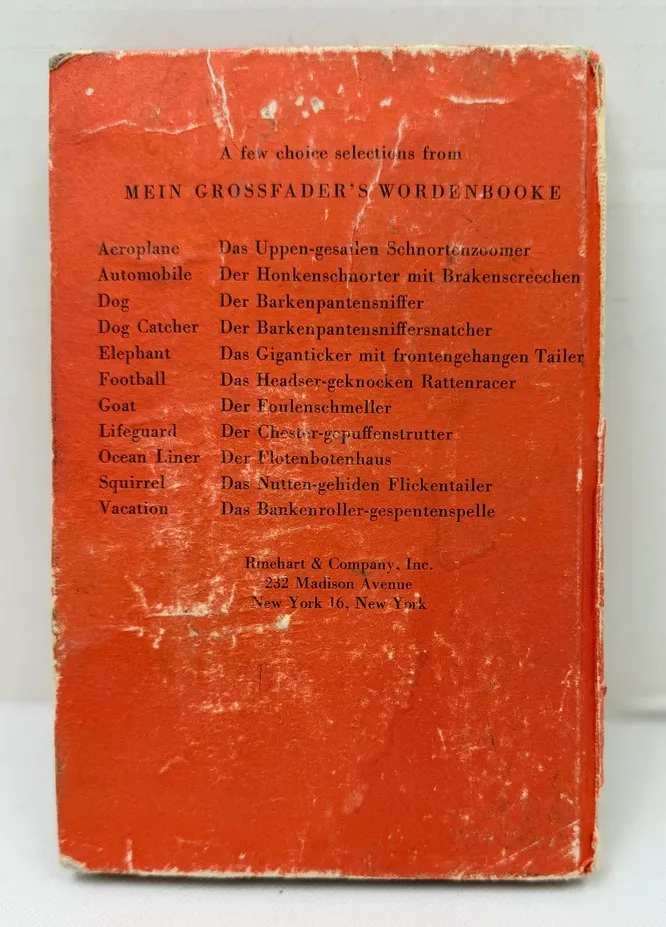 A few choice selections from
MEIN GROSSFADER'S WORDENBOOKE
Aeroplane Das Uppen-gesailen Schnortenzoomer
Automobile Der Honkenschnorter mit Brakenscreechen
Dog Der Barkenpantensniffer
Dog Catcher Der Barkenpantensniffersnatcher
Elephant Das Giganticker mit frontengehangen Tailer
Football Das Headser-geknocken Rattenracer
Goat Der Foulenschmeller
Lifeguard Der Chester-gepuffenstrutter
Ocean Liner Der Flotenbotenhaus
Squirrel Das Nutten-gehiden Flickentailer
Vacation Das Bankenroller-gespentenspelle
Rinehart & Company, Inc.
232 Madison Avenue
New York 16, New York